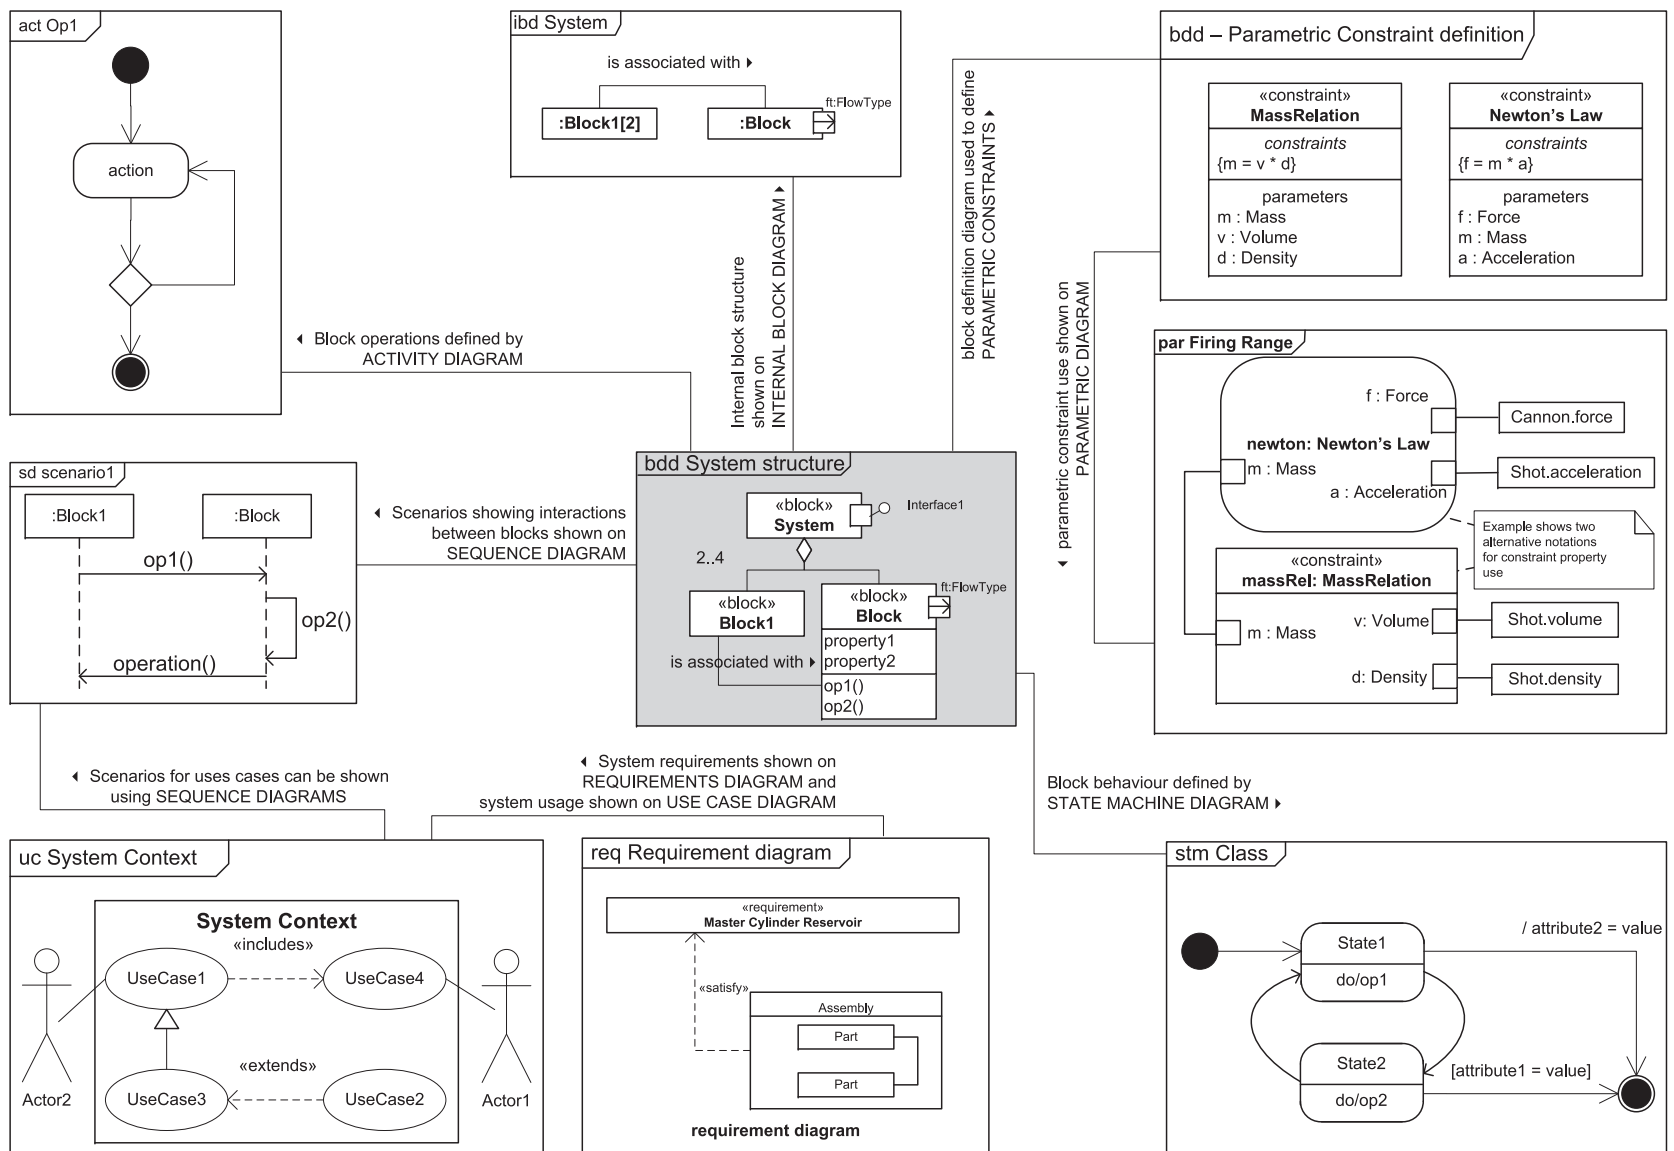 act Op1
action
◂ Block operations defined by
ACTIVITY DIAGRAM
ibd System
is associated with ▸
:Block1[2]
:Block
ft:FlowType
Internal block structure
shown on
INTERNAL BLOCK DIAGRAM ▸
block definition diagram used to define
PARAMETRIC CONSTRAINTS ▸
bdd – Parametric Constraint definition
«constraint»
MassRelation
constraints
{m = v * d}
parameters
m : Mass
v : Volume
d : Density
«constraint»
Newton's Law
constraints
{f = m * a}
parameters
f : Force
m : Mass
a : Acceleration
◂ parametric constraint use shown on
PARAMETRIC DIAGRAM
par Firing Range
f : Force
Cannon.force
newton: Newton's Law
m : Mass
Shot.acceleration
a : Acceleration
Example shows two
alternative notations
for constraint property
use
«constraint»
massRel: MassRelation
v: Volume
Shot.volume
m : Mass
d: Density
Shot.density
sd scenario1
:Block1
:Block
op1()
op2()
operation()
◂ Scenarios showing interactions
between blocks shown on
SEQUENCE DIAGRAM
bdd System structure
«block»
System
Interface1
2..4
«block»
Block1
«block»
Block
ft:FlowType
property1
property2
is associated with ▸
op1()
op2()
◂ Scenarios for uses cases can be shown
using SEQUENCE DIAGRAMS
◂ System requirements shown on
REQUIREMENTS DIAGRAM and
system usage shown on USE CASE DIAGRAM
Block behaviour defined by
STATE MACHINE DIAGRAM ▸
uc System Context
System Context
«includes»
UseCase1
UseCase4
«extends»
UseCase3
UseCase2
Actor2
Actor1
req Requirement diagram
«requirement»
Master Cylinder Reservoir
«satisfy»
Assembly
Part
Part
requirement diagram
stm Class
State1
do/op1
/ attribute2 = value
State2
do/op2
[attribute1 = value]